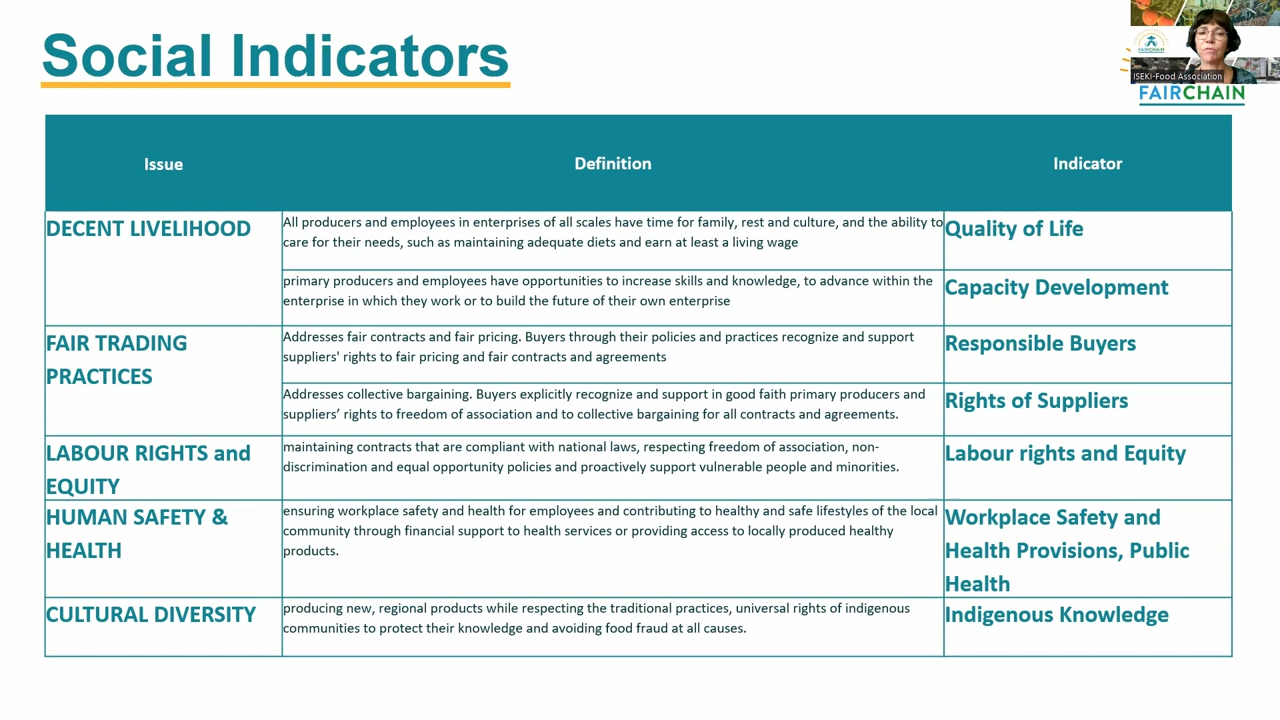 Social Indicators
FAIRCHAIN
ISEKI-Food Association
FAIRCHAIN
Issue
Definition
Indicator
DECENT LIVELIHOOD
All producers and employees in enterprises of all scales have time for family, rest and culture, and the ability to
care for their needs, such as maintaining adequate diets and earn at least a living wage
Quality of Life
primary producers and employees have opportunities to increase skills and knowledge, to advance within the
enterprise in which they work or to build the future of their own enterprise
Capacity Development
FAIR TRADING
PRACTICES
Addresses fair contracts and fair pricing. Buyers through their policies and practices recognize and support
suppliers' rights to fair pricing and fair contracts and agreements
Responsible Buyers
Addresses collective bargaining. Buyers explicitly recognize and support in good faith primary producers and
suppliers’ rights to freedom of association and to collective bargaining for all contracts and agreements.
Rights of Suppliers
LABOUR RIGHTS and
EQUITY
maintaining contracts that are compliant with national laws, respecting freedom of association, non-
discrimination and equal opportunity policies and proactively support vulnerable people and minorities.
Labour rights and Equity
HUMAN SAFETY &
HEALTH
ensuring workplace safety and health for employees and contributing to healthy and safe lifestyles of the local
community through financial support to health services or providing access to locally produced healthy
products.
Workplace Safety and
Health Provisions, Public
Health
CULTURAL DIVERSITY
producing new, regional products while respecting the traditional practices, universal rights of indigenous
communities to protect their knowledge and avoiding food fraud at all causes.
Indigenous Knowledge